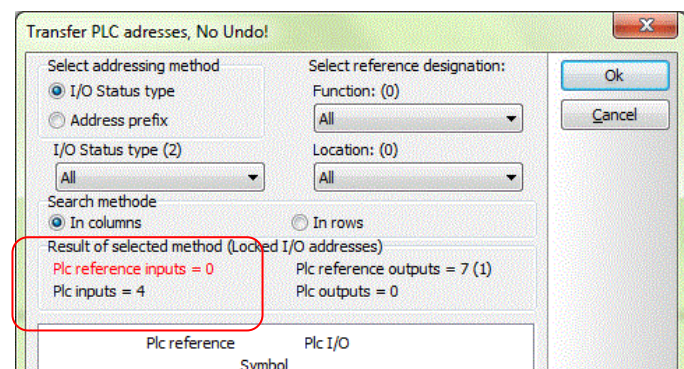 Transfer PLC adresses, No Undo!
Select addressing method
Select reference designation:
I/O Status type
Function: (0)
Ok
Address prefix
All
Cancel
I/O Status type (2)
Location: (0)
All
All
Search methode
In columns
In rows
Result of selected method (Locked I/O addresses)
Plc reference inputs = 0
Plc reference outputs = 7 (1)
Plc inputs = 4
Plc outputs = 0
Plc reference
Plc I/O
Symbol